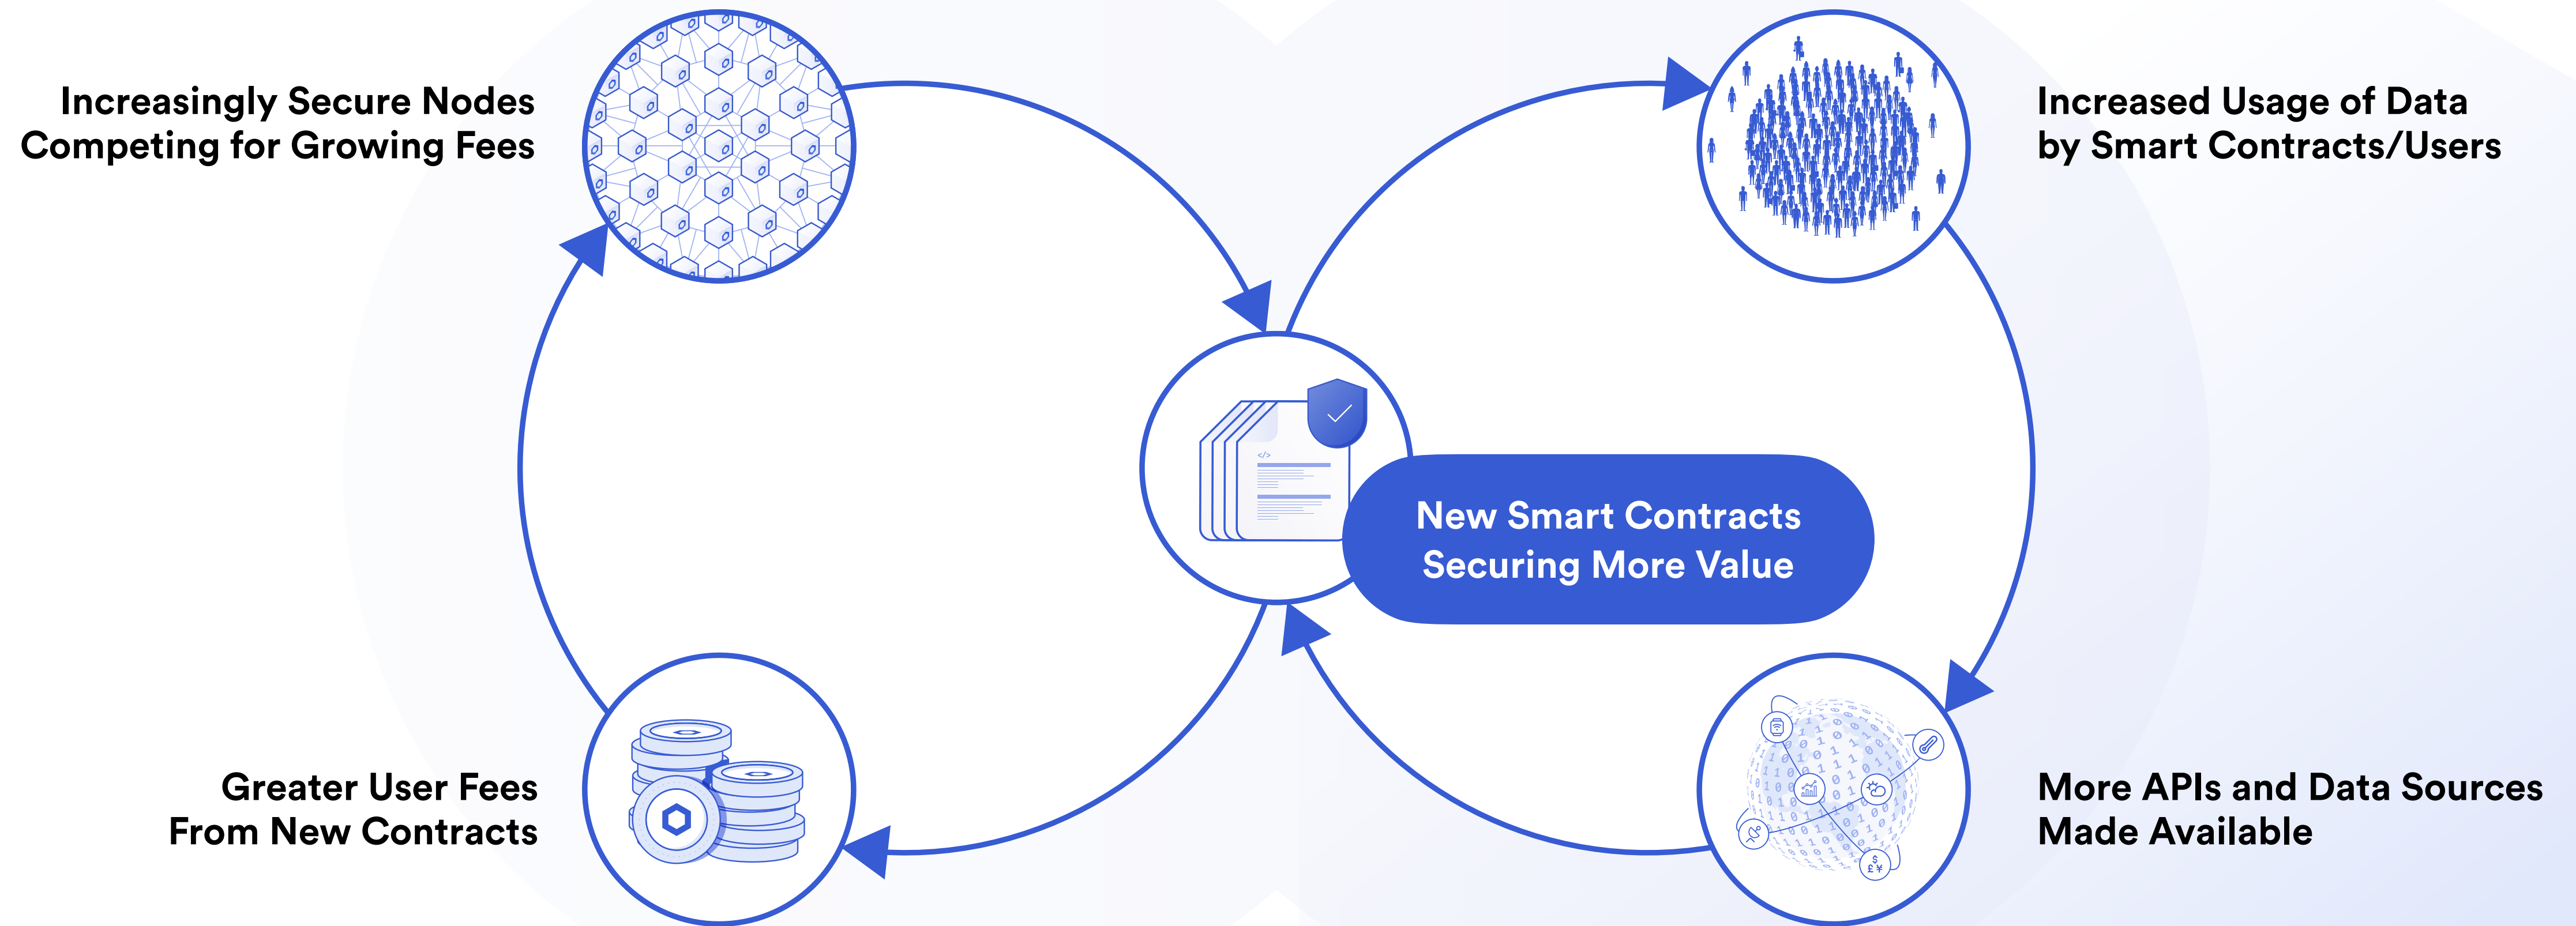 Increasingly Secure Nodes
Competing for Growing Fees
Increased Usage of Data
by Smart Contracts/Users
</>
New Smart Contracts
Securing More Value
Greater User Fees
From New Contracts
More APIs and Data Sources
Made Available
$
£ ¥